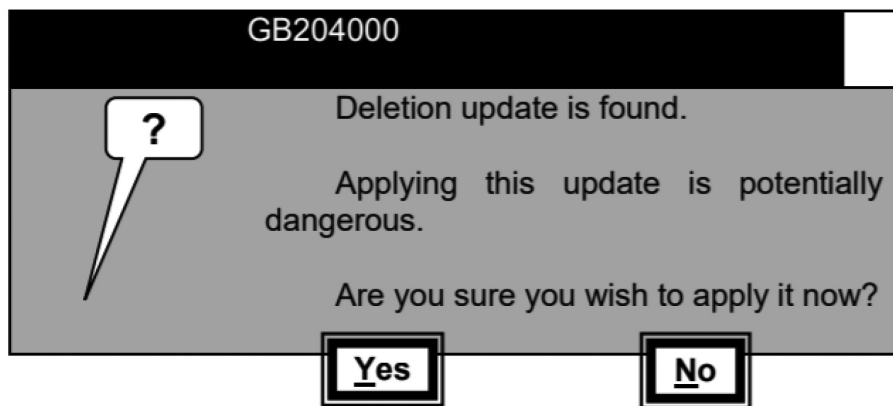 GB204000
?
Deletion update is found.
Applying this update is potentially
dangerous.
Are you sure you wish to apply it now?
Yes
No